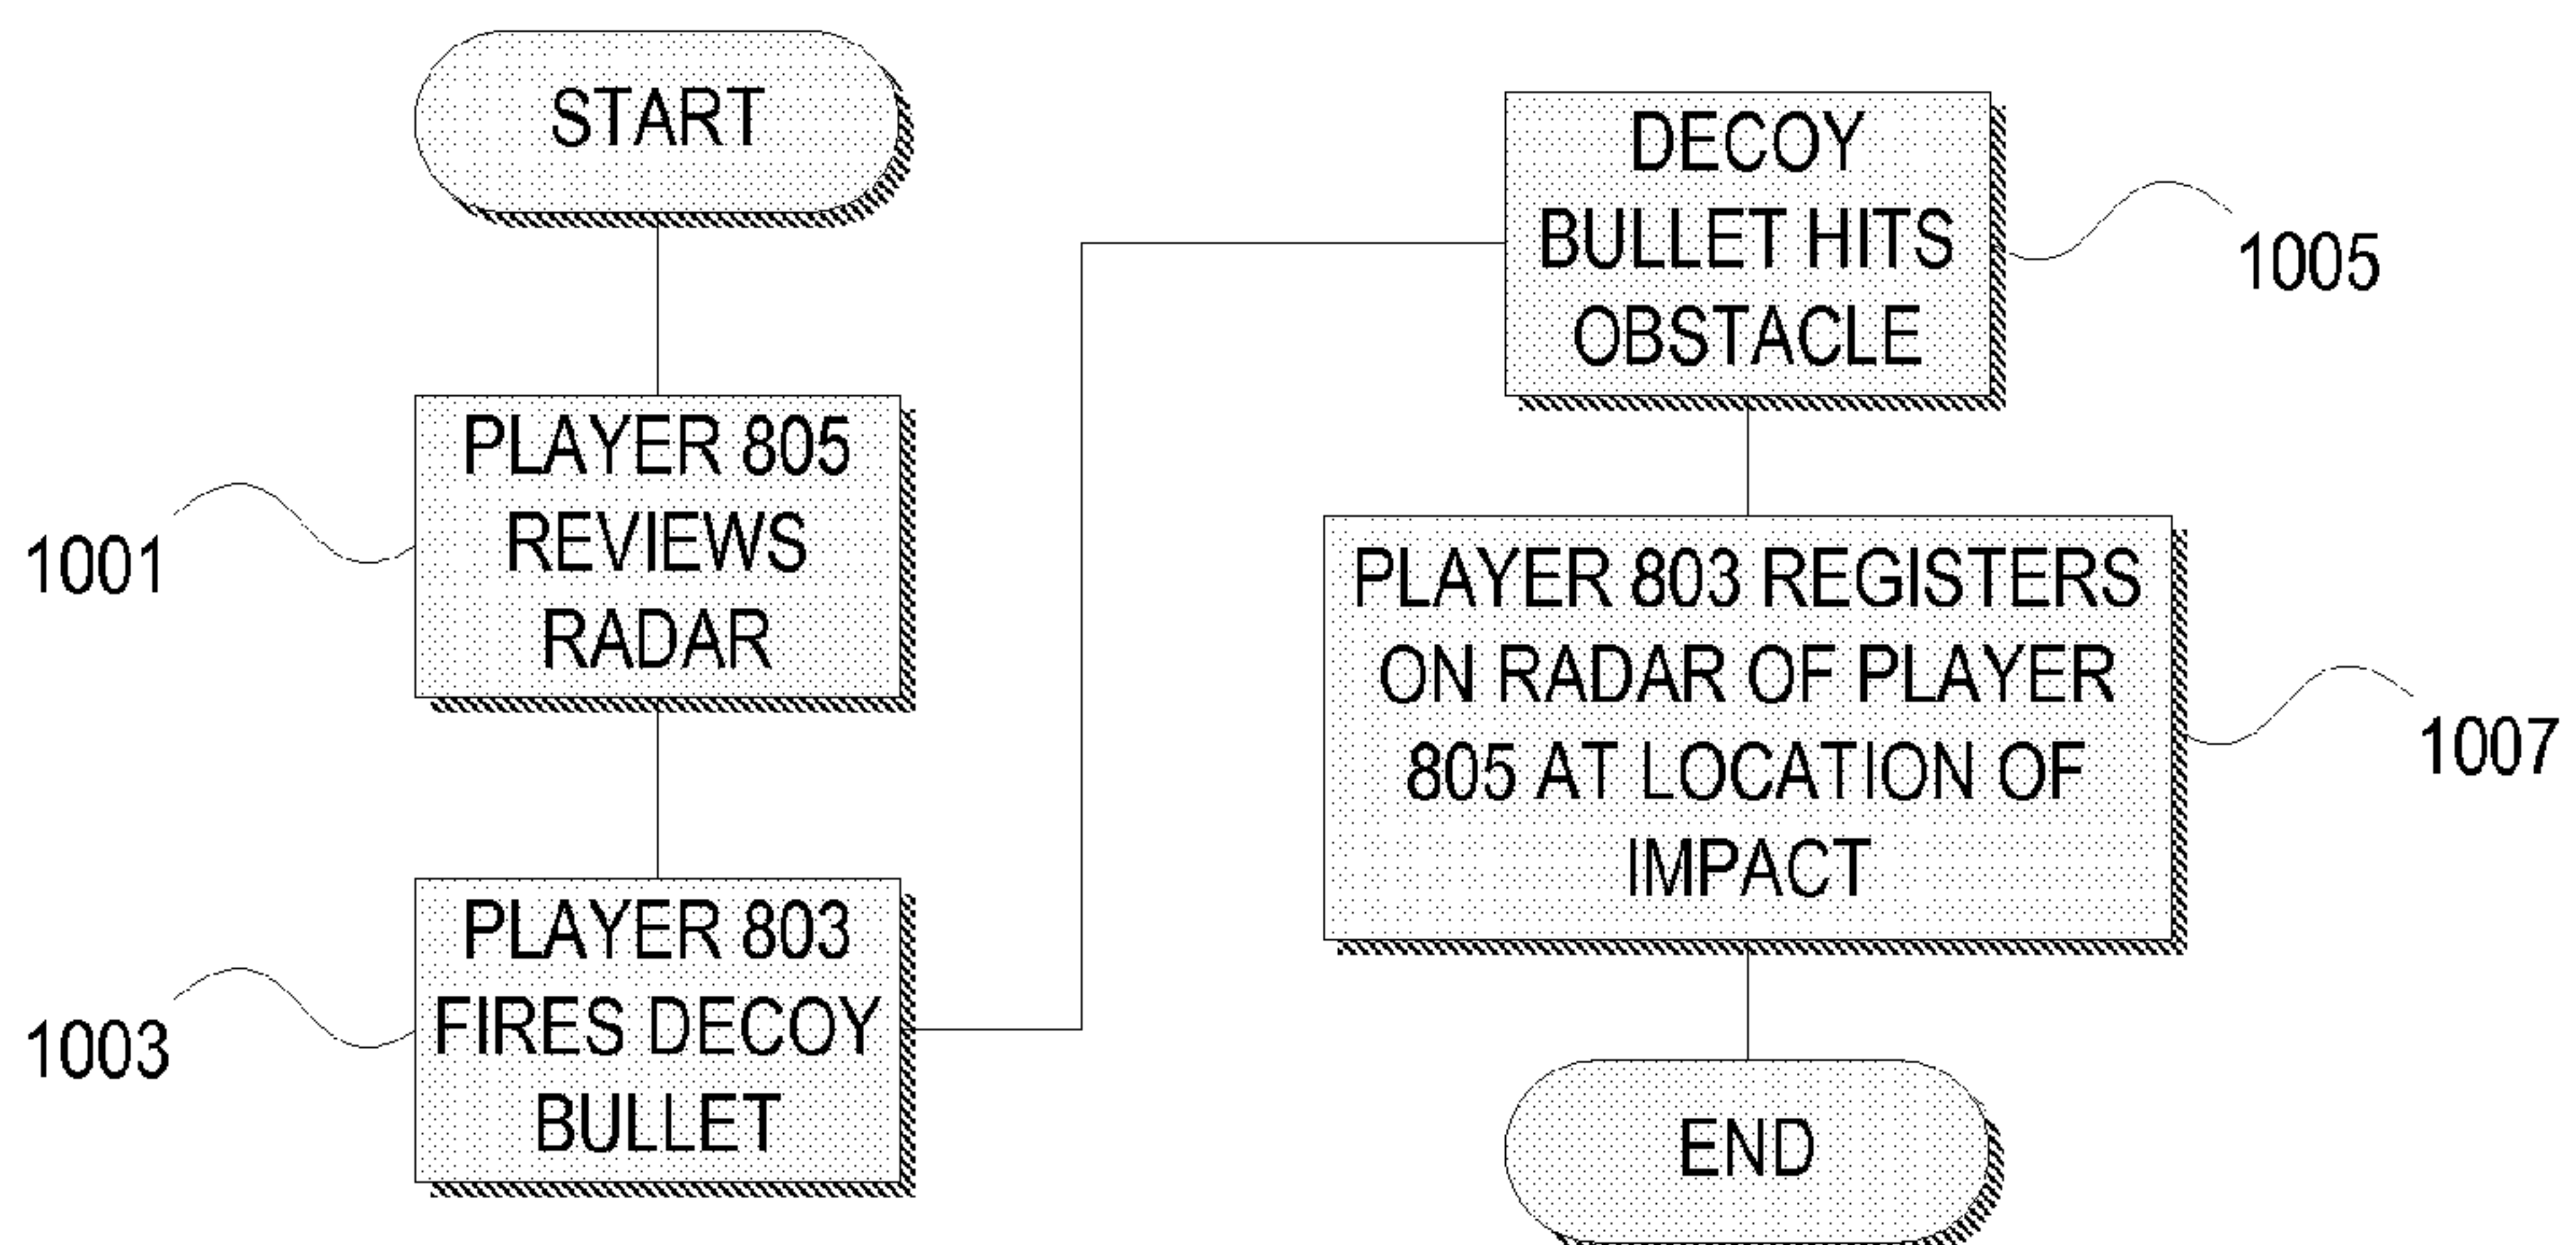 START
1001
PLAYER 805
REVIEWS
RADAR
1003
PLAYER 803
FIRES DECOY
BULLET
DECOY
BULLET HITS
OBSTACLE
1005
PLAYER 803 REGISTERS
ON RADAR OF PLAYER
805 AT LOCATION OF
IMPACT
1007
END